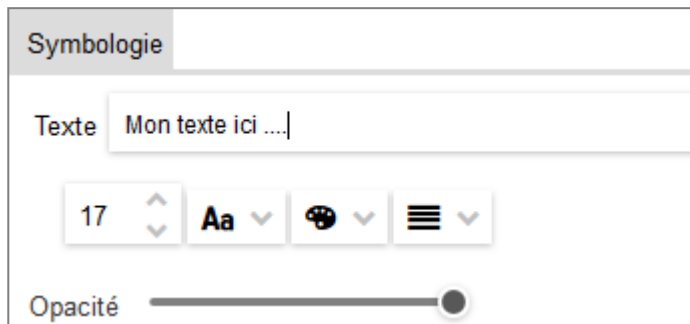 Symbologie
Texte Mon texte ici ....
17 Aa
Opacité